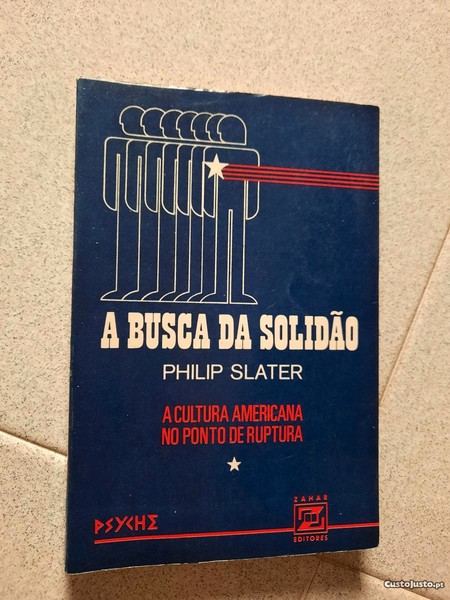 A BUSCA DA SOLIDÃO
PHILIP SLATER
A CULTURA AMERICANA
NO PONTO DE RUPTURA
PSYCHE
ZAHAR
EDITORES
CustoJusto.pt